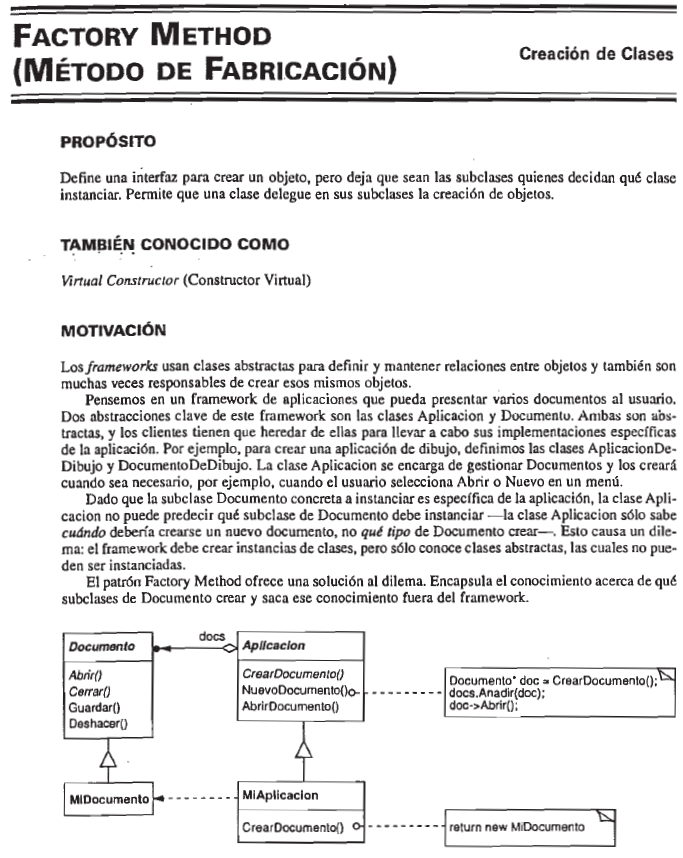 FACTORY METHOD
(MÉTODO DE FABRICACIÓN)
Creación de Clases
PROPÓSITO
Define una interfaz para crear un objeto, pero deja que sean las subclases quienes decidan qué clase
instanciar. Permite que una clase delegue en sus subclases la creación de objetos.
TAMBIÉN CONOCIDO COMO
Virtual Constructor (Constructor Virtual)
MOTIVACIÓN
Los frameworks usan clases abstractas para definir y mantener relaciones entre objetos y también son
muchas veces responsables de crear esos mismos objetos.
Pensemos en un framework de aplicaciones que pueda presentar varios documentos al usuario.
Dos abstracciones clave de este framework son las clases Aplicacion y Documento. Ambas son abs-
tractas, y los clientes tienen que heredar de ellas para llevar a cabo sus implementaciones específicas
de la aplicación. Por ejemplo, para crear una aplicación de dibujo, definimos las clases AplicacionDe-
Dibujo y DocumentoDeDibujo. La clase Aplicacion se encarga de gestionar Documentos y los creará
cuando sea necesario, por ejemplo, cuando el usuario selecciona Abrir o Nuevo en un menú.
Dado que la subclase Documento concreta a instanciar es específica de la aplicación, la clase Apli-
cacion no puede predecir qué subclase de Documento debe instanciar —la clase Aplicacion sólo sabe
cuándo debería crearse un nuevo documento, no qué tipo de Documento crear—. Esto causa un dile-
ma: el framework debe crear instancias de clases, pero sólo conoce clases abstractas, las cuales no pue-
den ser instanciadas.
El patrón Factory Method ofrece una solución al dilema. Encapsula el conocimiento acerca de qué
subclases de Documento crear y saca ese conocimiento fuera del framework.
Documento
Abrir()
Cerrar()
Guardar()
Deshacer()
docs
Aplicacion
CrearDocumento()
NuevoDocumento()
AbrirDocumento()
Documento* doc = CrearDocumento();
docs.Anadir(doc);
doc->Abrir();
MiDocumento
MiAplicacion
CrearDocumento()
return new MiDocumento